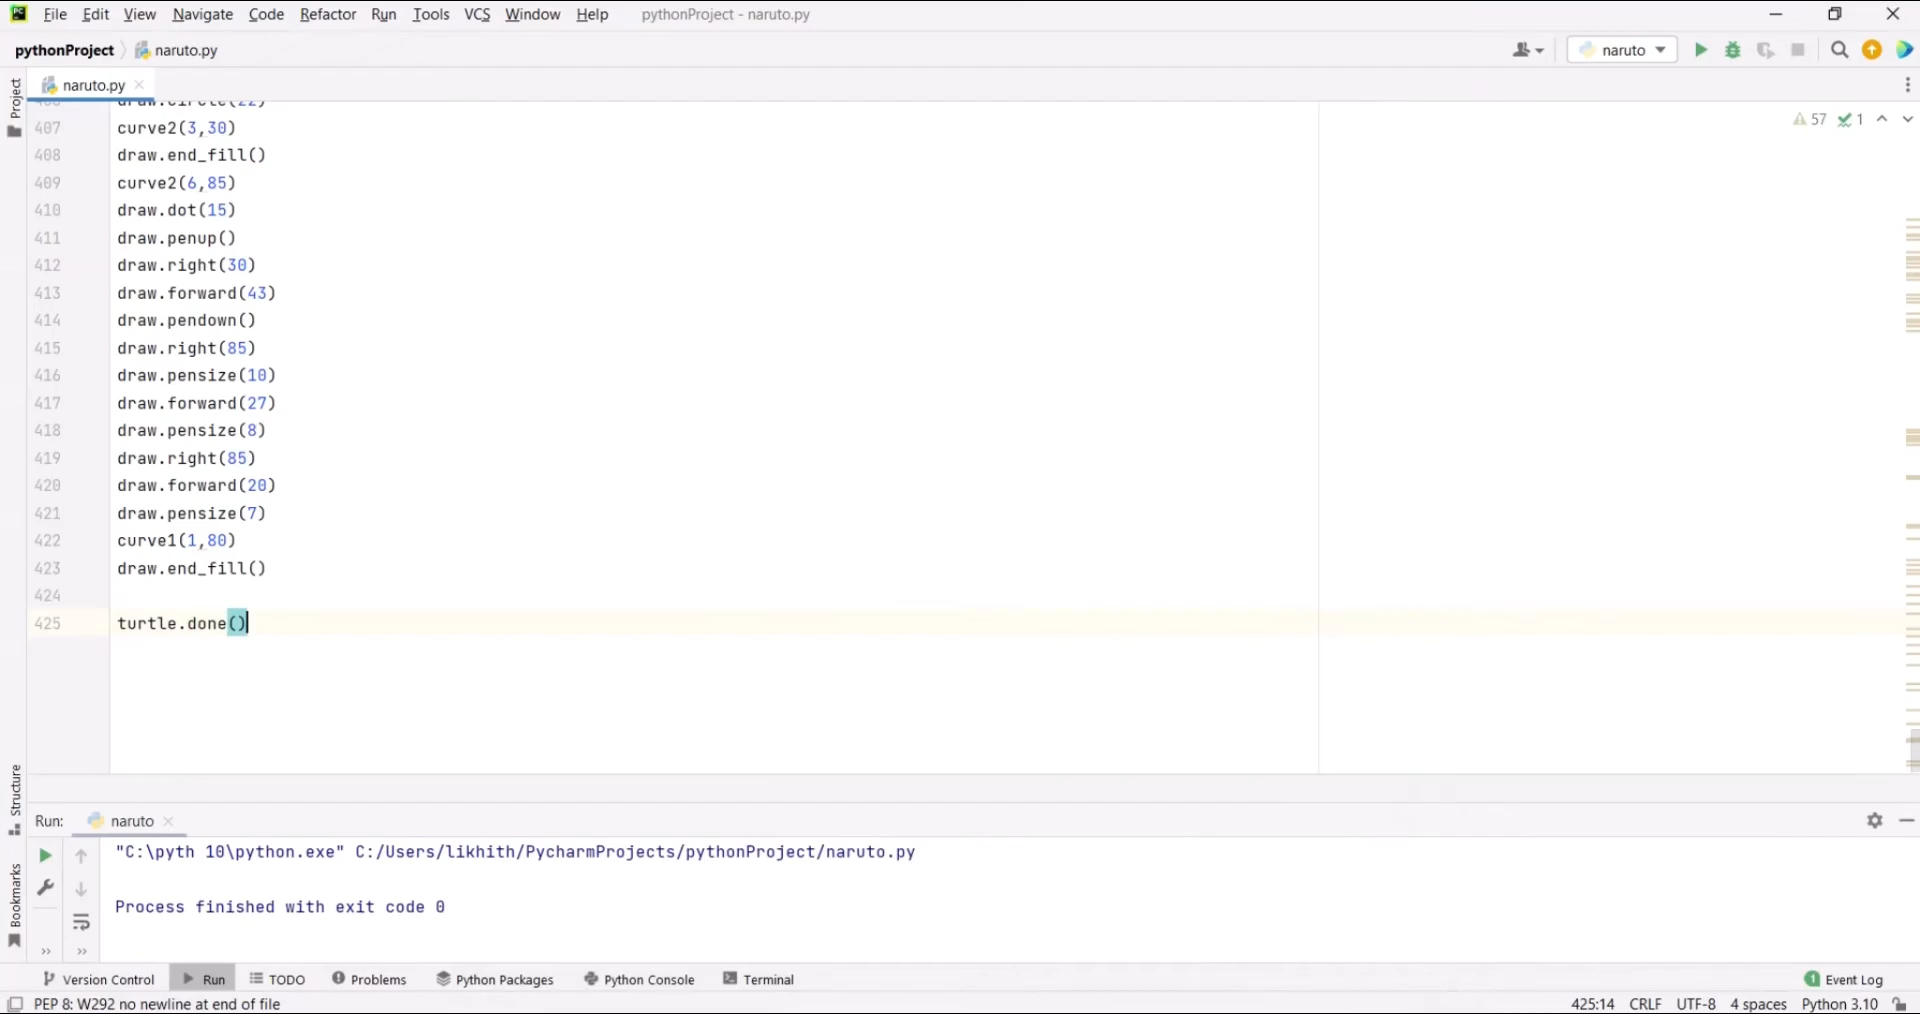 File Edit View Navigate Code Refactor Run Tools VCS Window Help pythonProject - naruto.py
pythonProject naruto.py naruto
Project
naruto.py
57 1
406 draw.circle(22)
407 curve2(3,30)
408 draw.end_fill()
409 curve2(6,85)
410 draw.dot(15)
411 draw.penup()
412 draw.right(30)
413 draw.forward(43)
414 draw.pendown()
415 draw.right(85)
416 draw.pensize(10)
417 draw.forward(27)
418 draw.pensize(8)
419 draw.right(85)
420 draw.forward(20)
421 draw.pensize(7)
422 curve1(1,80)
423 draw.end_fill()
424
425 turtle.done()
Structure
Bookmarks
Run: naruto
"C:\pyth 10\python.exe" C:/Users/likhith/PycharmProjects/pythonProject/naruto.py
Process finished with exit code 0
Version Control Run TODO Problems Python Packages Python Console Terminal 1 Event Log
PEP 8: W292 no newline at end of file 425:14 CRLF UTF-8 4 spaces Python 3.10